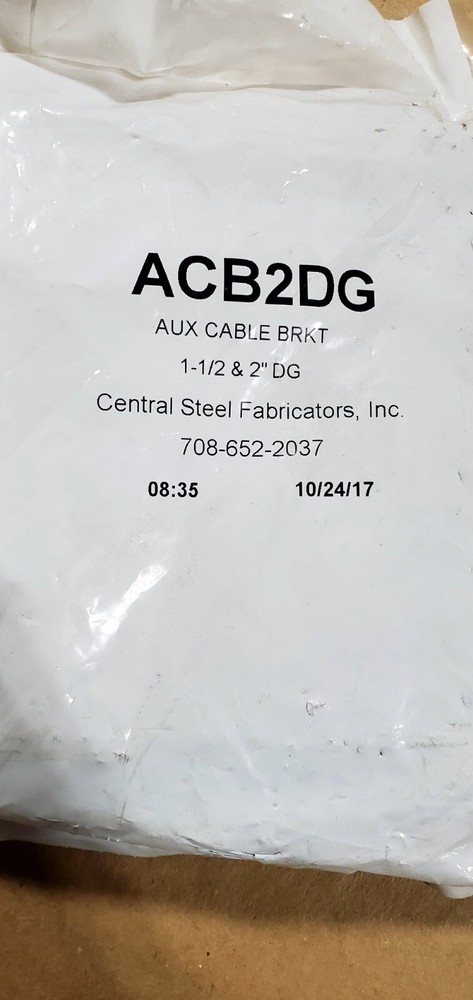 ACB2DG
AUX CABLE BRKT
1-1/2 & 2" DG
Central Steel Fabricators, Inc.
708-652-2037
08:35 10/24/17